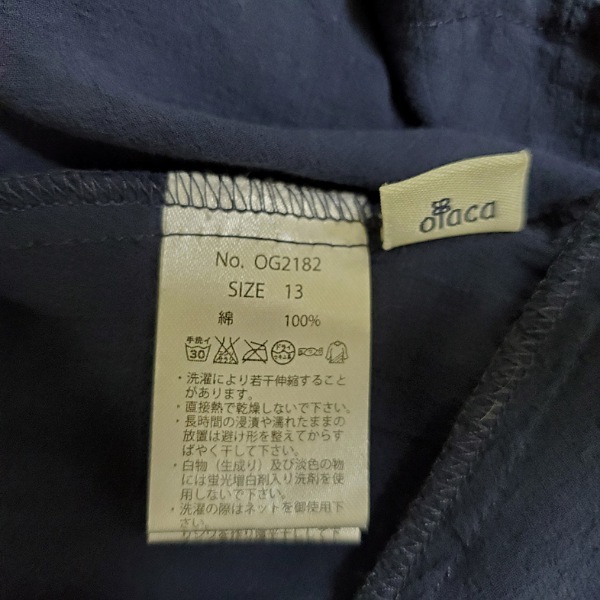 olaca
No. OG2182
SIZE 13
綿 100%
手洗イ
30
・洗濯により若干伸縮すること
があります。
・直接熱で乾燥しないで下さい。
・長時間の浸漬や濡れたままの
放置は避け形を整えてからす
ばやく干して下さい。
・白物（生成り）及び淡色の物
には蛍光増白剤入り洗剤を使
用しないで下さい。
・洗濯の際はネットを御使用下
さい。